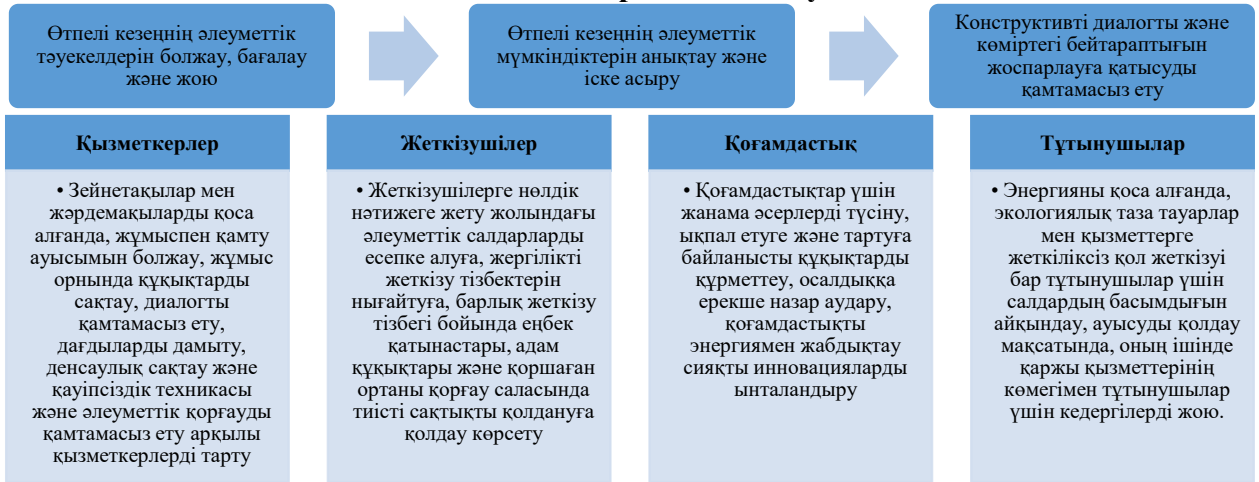 Өтпелі кезеңнің әлеуметтік
тәуекелдерін болжау, бағалау
және жою
Өтпелі кезеңнің әлеуметтік
мүмкіндіктерін анықтау және
іске асыру
Конструктивті диалогты және
көміртегі бейтараптығын
жоспарлауға қатысуды
қамтамасыз ету
Қызметкерлер
• Зейнетақылар мен
жәрдемақыларды қоса
алғанда, жұмыспен қамту
ауысымын болжау, жұмыс
орнында құқықтарды
сақтау, диалогты
қамтамасыз ету,
дағдыларды дамыту,
денсаулық сақтау және
қауіпсіздік техникасы
және әлеуметтік қорғауды
қамтамасыз ету арқылы
қызметкерлерді тарту
Жеткізушілер
• Жеткізушілерге нөлдік
нәтижеге жету жолындағы
әлеуметтік салдарларды
есепке алуға, жергілікті
жеткізу тізбектерін
нығайтуға, барлық жеткізу
тізбегі бойында еңбек
қатынастары, адам
құқықтары және қоршаған
ортаны қорғау саласында
тиісті сақтықты қолдануға
қолдау көрсету
Қоғамдастық
• Қоғамдастықтар үшін
жанама әсерлерді түсіну,
ықпал етуге және тартуға
байланысты құқықтарды
құрметтеу, осалдыққа
ерекше назар аудару,
қоғамдастықты
энергиямен жабдықтау
сияқты инновацияларды
ынталандыру
Тұтынушылар
• Энергияны қоса алғанда,
экологиялық таза тауарлар
мен қызметтерге
жеткіліксіз қол жеткізуі
бар тұтынушылар үшін
салдардың басымдығын
айқындау, ауысуды қолдау
мақсатында, оның ішінде
қаржы қызметтерінің
көмегімен тұтынушылар
үшін кедергілерді жою.